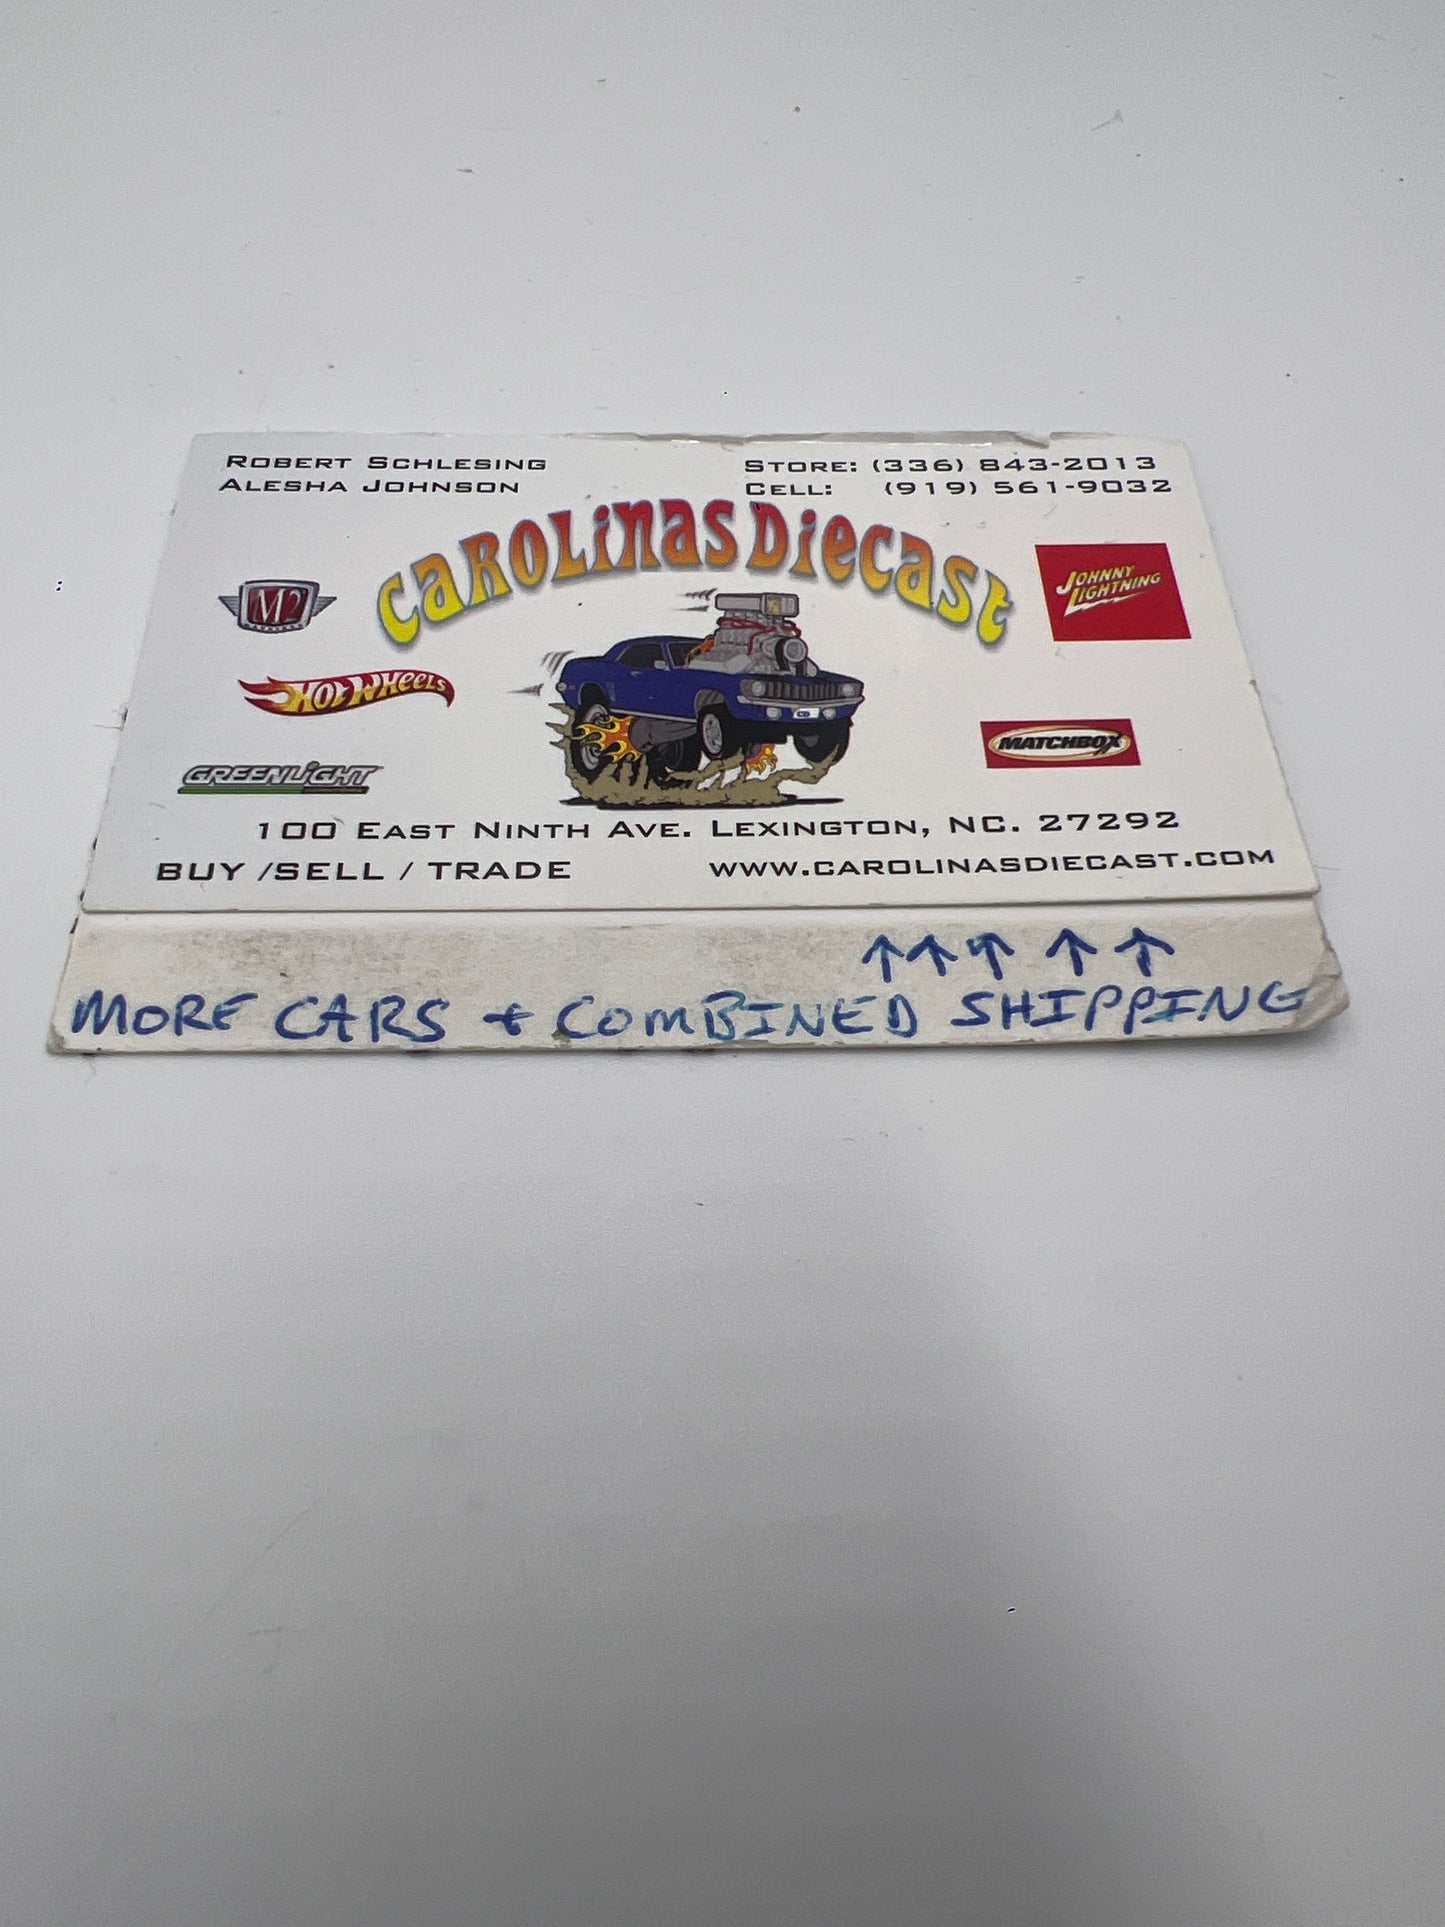 ROBERT SCHLESING
ALESHA JOHNSON
STORE: (336) 843-2013
CELL: (919) 561-9032
CAROLINAS DIECAST
M2
JOHNNY LIGHTNING
HOT WHEELS
MATCHBOX
GREENLIGHT
CD
100 EAST NINTH AVE. LEXINGTON, NC. 27292
BUY /SELL / TRADE
WWW.CAROLINASDIECAST.COM
↑↑↑↑↑
MORE CARS + COMBINED SHIPPING